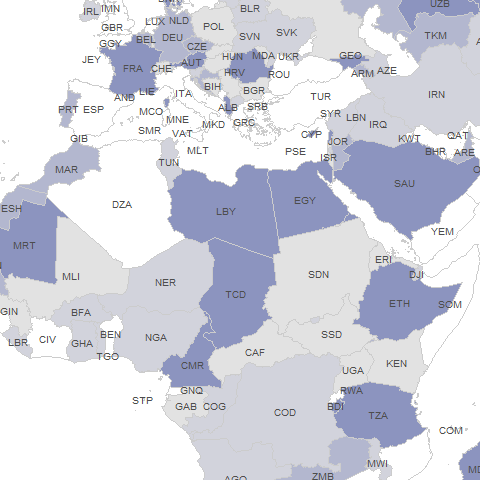 IRL
IMN
GBR
GGY
JEY
LUX
NLD
BEL
DEU
FRA
CHE
LIE
AND
PRT
ESP
GIB
MCO
SMR
ITA
VAT
MNE
MLT
MKD
ALB
GRC
SRB
BGR
BIH
HRV
HUN
AUT
CZE
POL
SVN
SVK
BLR
MDA
UKR
ROU
GEO
ARM
AZE
UZB
TKM
IRN
TUR
SYR
LBN
IRQ
CYP
PSE
ISR
JOR
KWT
BHR
QAT
ARE
SAU
YEM
MAR
TUN
DZA
LBY
EGY
ESH
MRT
MLI
NER
TCD
SDN
ERI
DJI
ETH
SOM
GIN
LBR
CIV
BFA
GHA
TGO
BEN
NGA
CMR
CAF
SSD
STP
GNQ
GAB
COG
COD
UGA
KEN
RWA
BDI
TZA
COM
AGO
ZMB
MWI